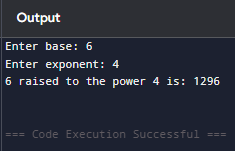 Output
Enter base: 6
Enter exponent: 4
6 raised to the power 4 is: 1296
=== Code Execution Successful ===